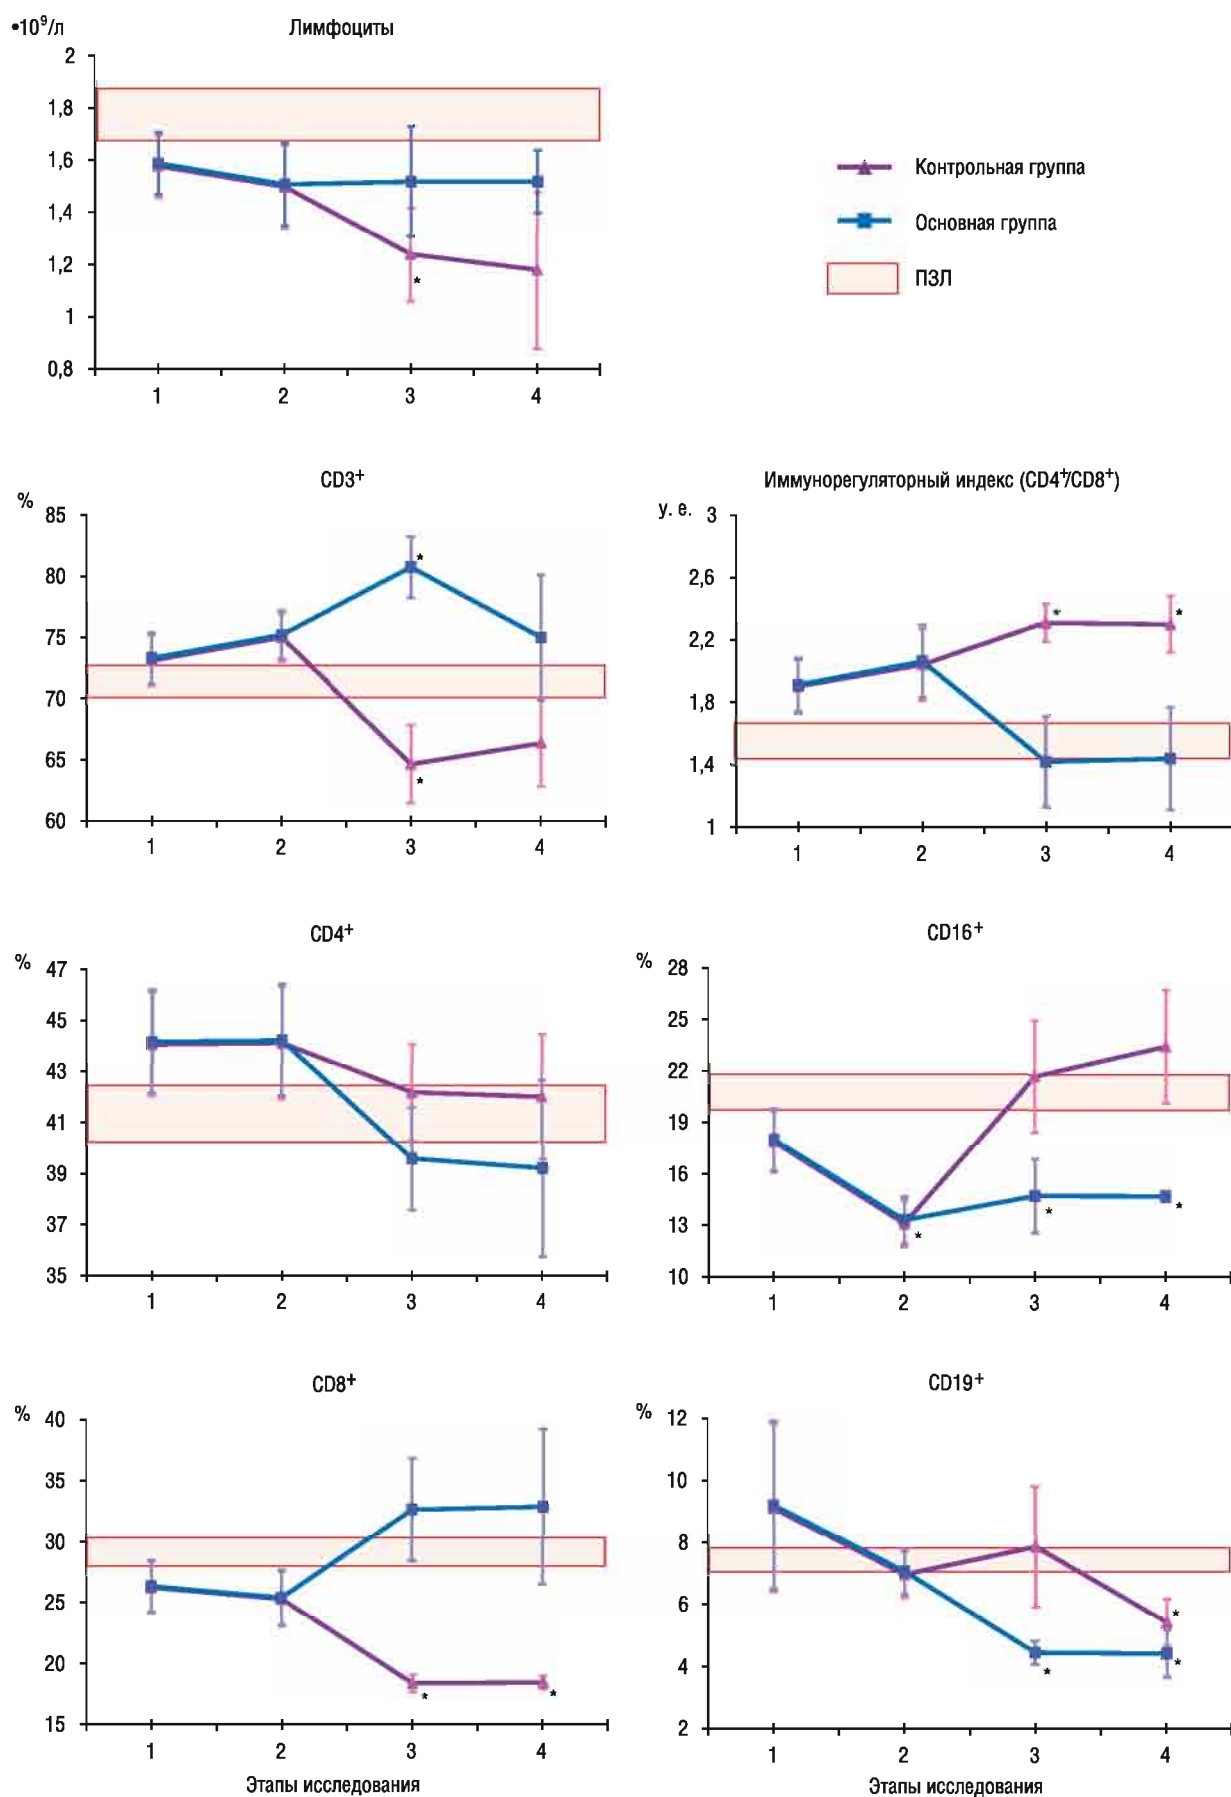 •10⁹/л
Лимфоциты
2
1,8
1,6
1,4
1,2
1
0,8
1 2 3 4
*
Контрольная группа
Основная группа
ПЗЛ
CD3⁺
%
85
80
75
70
65
60
1 2 3 4
*
*
Иммунорегуляторный индекс (CD4⁺/CD8⁺)
у. е.
3
2,6
2,2
1,8
1,4
1
1 2 3 4
* *
CD4⁺
%
47
45
43
41
39
37
35
1 2 3 4
CD16⁺
%
28
25
22
19
16
13
10
1 2 3 4
* * *
CD8⁺
%
40
35
30
25
20
15
1 2 3 4
* *
Этапы исследования
CD19⁺
%
12
10
8
6
4
2
1 2 3 4
*
* *
Этапы исследования